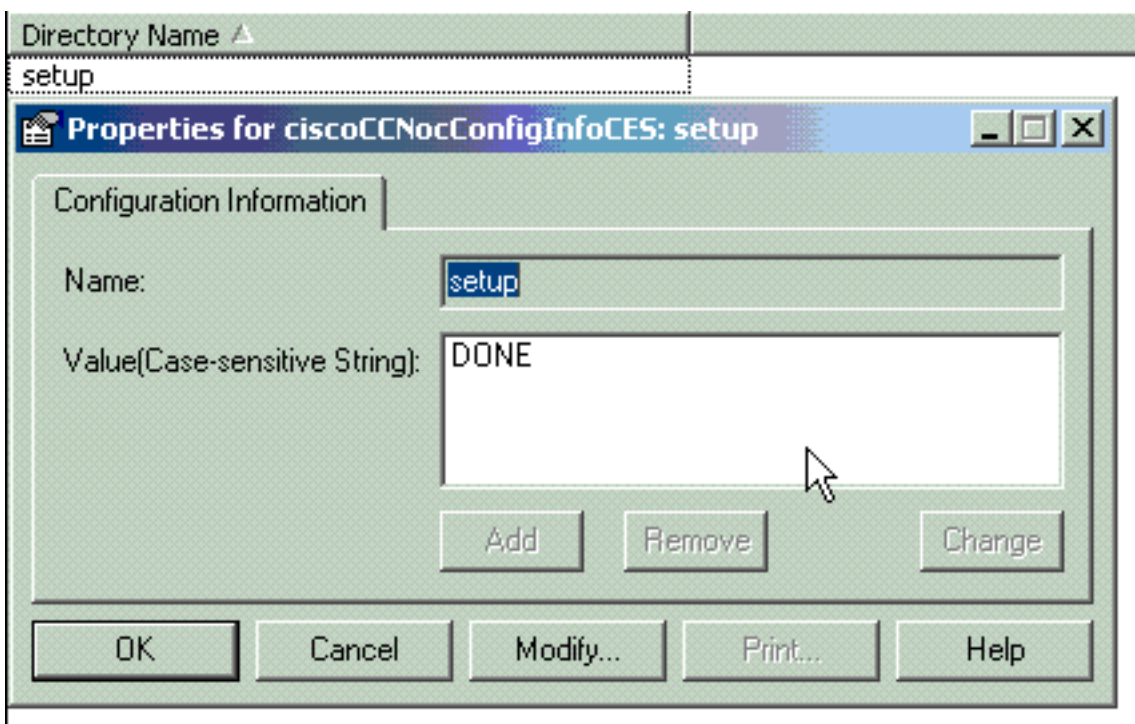 Directory Name
setup
Properties for ciscoCCNocConfigInfoCES: setup
Configuration Information
Name: setup
Value(Case-sensitive String): DONE
Add Remove Change
OK Cancel Modify... Print... Help